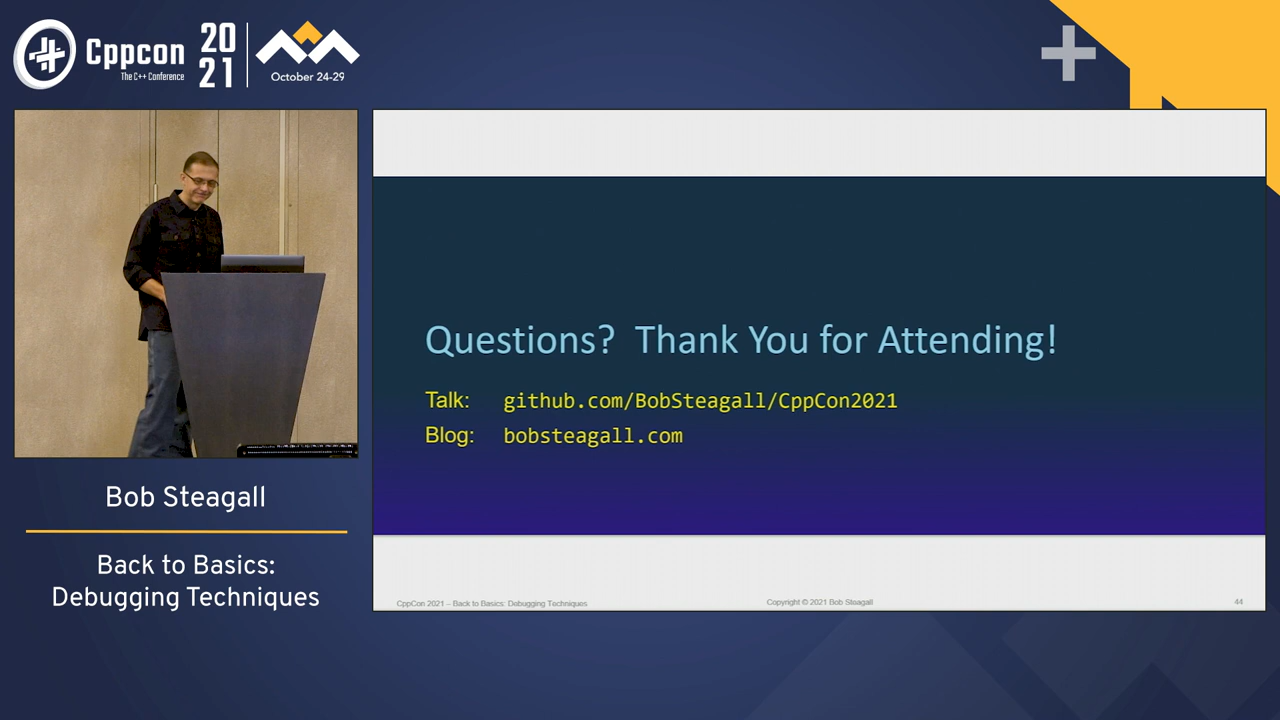 Cppcon
The C++ Conference
20
21
October 24-29
Questions?  Thank You for Attending!
Talk: github.com/BobSteagall/CppCon2021
Blog: bobsteagall.com
CppCon 2021 – Back to Basics: Debugging Techniques
Copyright © 2021 Bob Steagall
44
Bob Steagall
Back to Basics:
Debugging Techniques